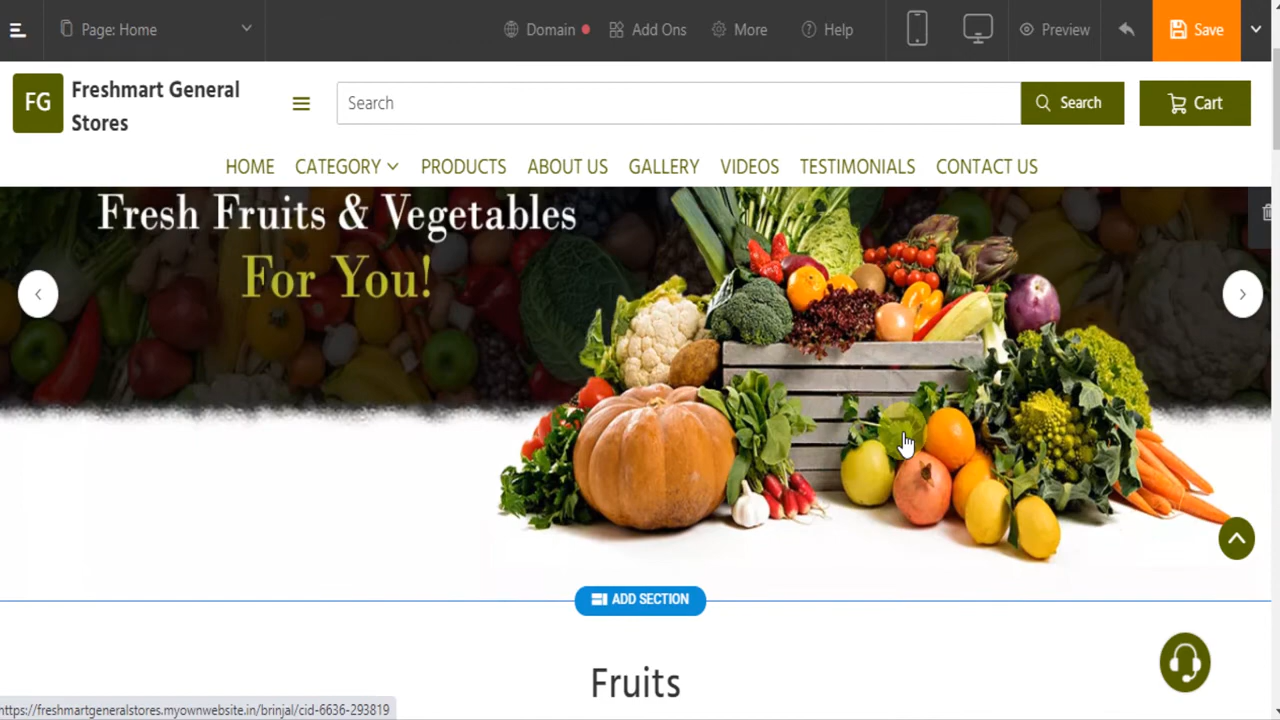 Page: Home
Domain
Add Ons
More
Help
Preview
Save
FG
Freshmart General
Stores
Search
Search
Cart
HOME
CATEGORY
PRODUCTS
ABOUT US
GALLERY
VIDEOS
TESTIMONIALS
CONTACT US
Fresh Fruits & Vegetables
For You!
ADD SECTION
Fruits
https://freshmartgeneralstores.myownwebsite.in/brinjal/cid-6636-293819